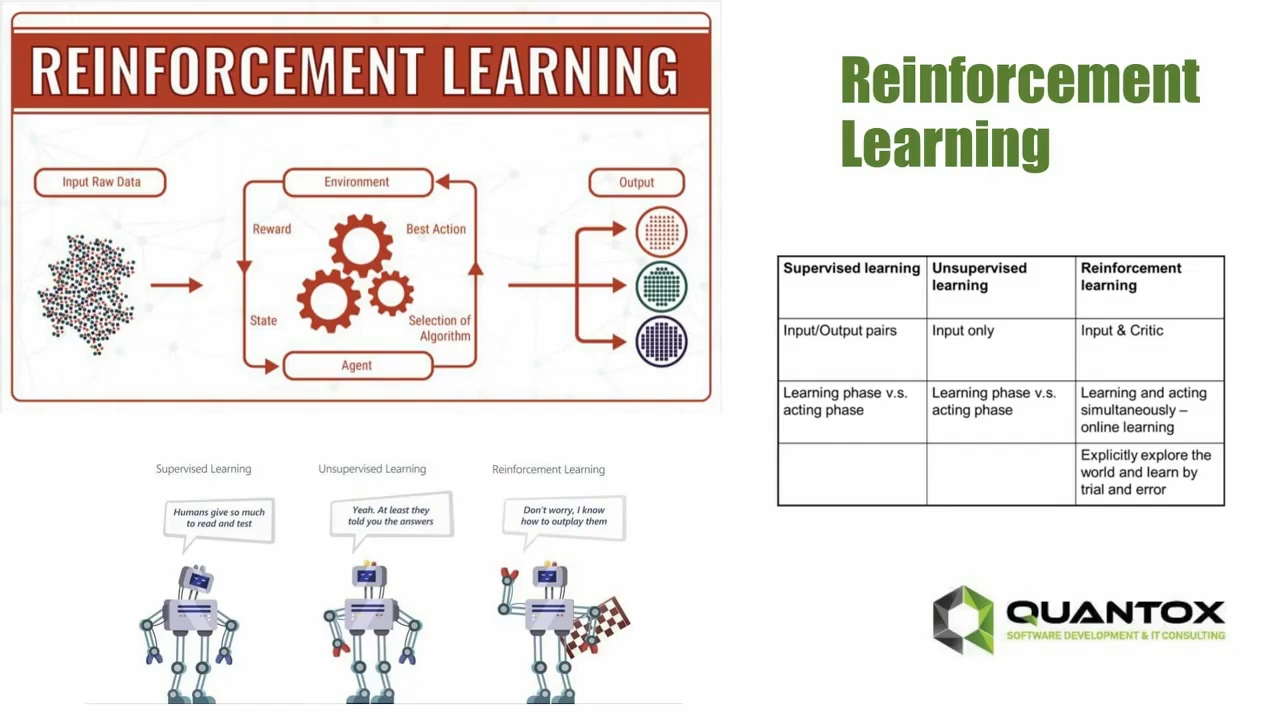 REINFORCEMENT LEARNING
Input Raw Data
Environment
Output
Reward
Best Action
State
Selection of
Algorithm
Agent
Reinforcement
Learning
Supervised learning
Unsupervised
learning
Reinforcement
learning
Input/Output pairs
Input only
Input & Critic
Learning phase v.s.
acting phase
Learning phase v.s.
acting phase
Learning and acting
simultaneously –
online learning
Explicitly explore the
world and learn by
trial and error
Supervised Learning
Unsupervised Learning
Reinforcement Learning
Humans give so much
to read and test
Yeah. At least they
told you the answers
Don't worry, I know
how to outplay them
QUANTOX
SOFTWARE DEVELOPMENT & IT CONSULTING